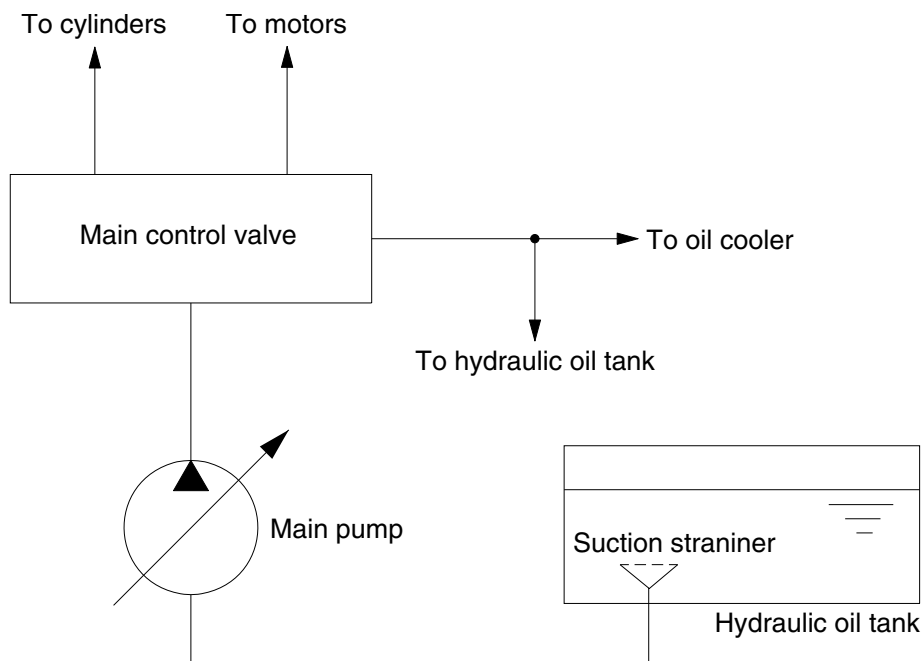 To cylinders
To motors
Main control valve
To oil cooler
To hydraulic oil tank
Main pump
Suction straniner
Hydraulic oil tank